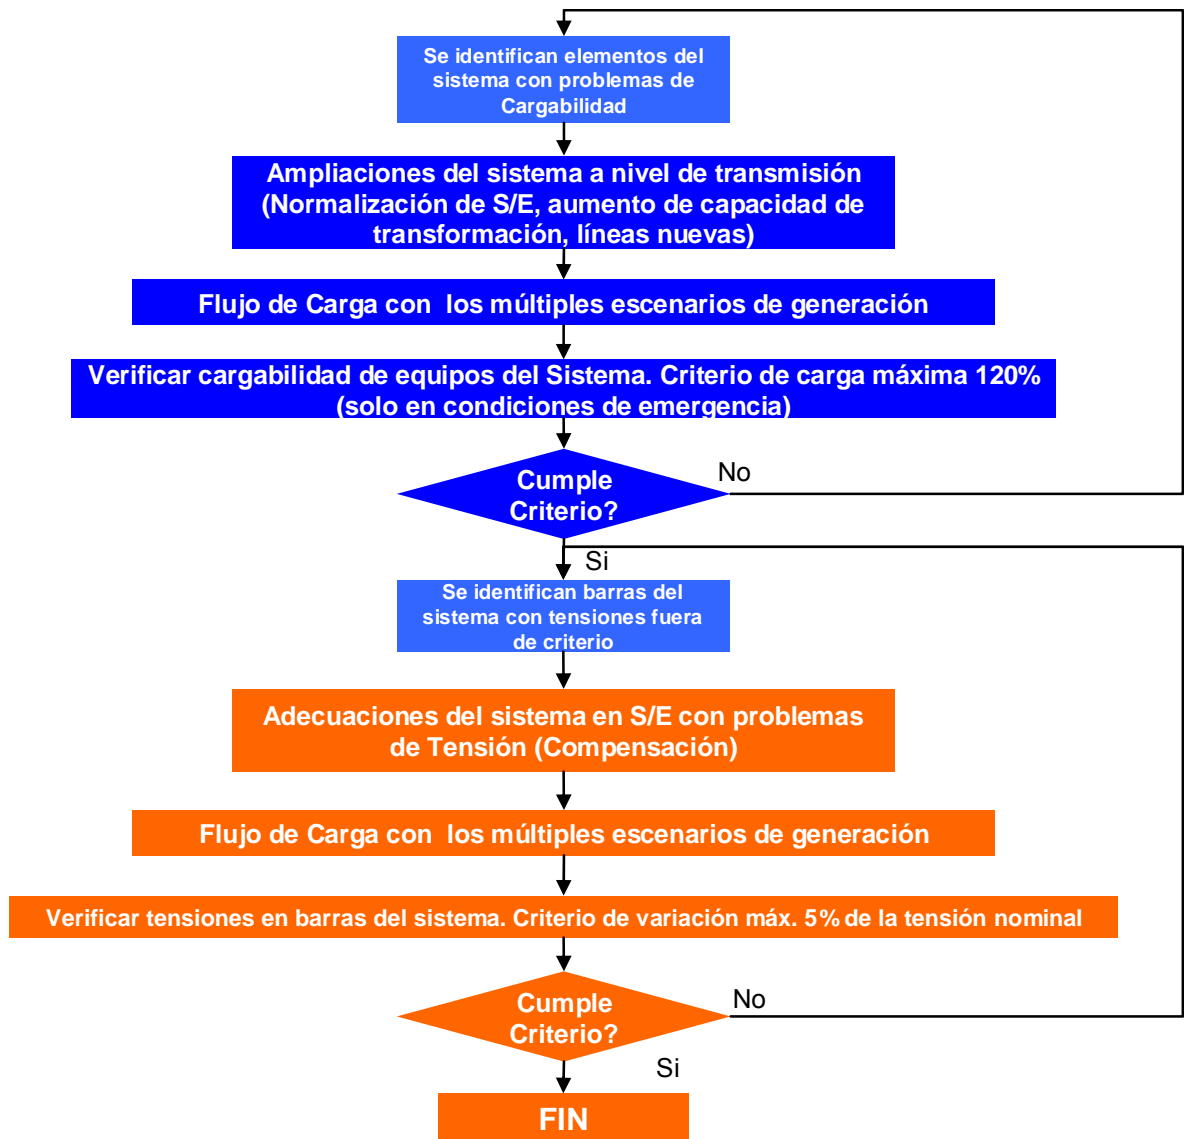 Se identifican elementos del
sistema con problemas de
Cargabilidad
Ampliaciones del sistema a nivel de transmisión
(Normalización de S/E, aumento de capacidad de
transformación, líneas nuevas)
Flujo de Carga con  los múltiples escenarios de generación
Verificar cargabilidad de equipos del Sistema. Criterio de carga máxima 120%
(solo en condiciones de emergencia)
No
Cumple
Criterio?
Si
Se identifican barras del
sistema con tensiones fuera
de criterio
Adecuaciones del sistema en S/E con problemas
de Tensión (Compensación)
Flujo de Carga con  los múltiples escenarios de generación
Verificar tensiones en barras del sistema. Criterio de variación máx. 5% de la tensión nominal
No
Cumple
Criterio?
Si
FIN